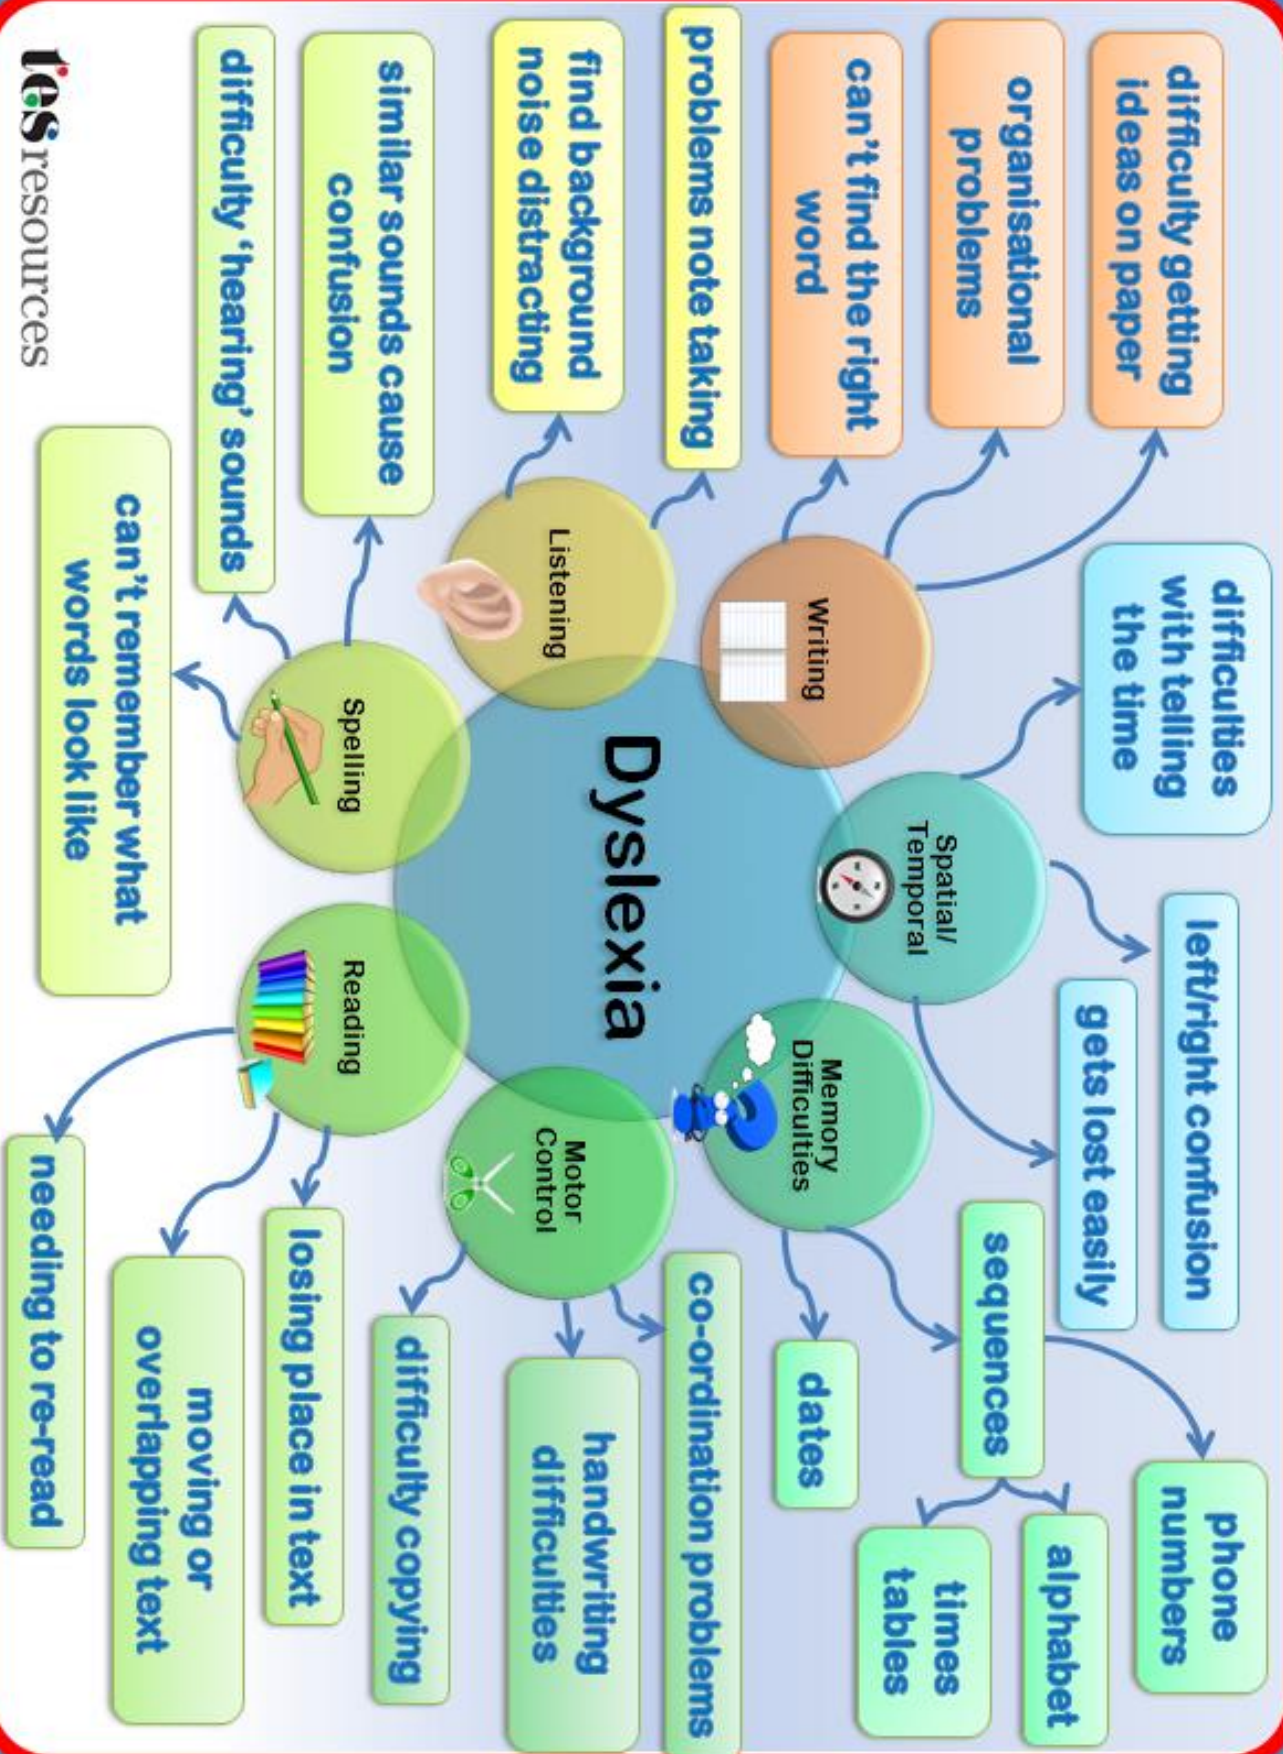 Dyslexia
Spatial/
Temporal
difficulties
with telling
the time
left/right confusion
gets lost easily
Memory
Difficulties
sequences
phone
numbers
alphabet
times
tables
dates
Motor
Control
co-ordination problems
handwriting
difficulties
difficulty copying
Reading
losing place in text
moving or
overlapping text
needing to re-read
Spelling
can't remember what
words look like
difficulty 'hearing' sounds
similar sounds cause
confusion
Listening
find background
noise distracting
problems note taking
Writing
can't find the right
word
organisational
problems
difficulty getting
ideas on paper
tes resources